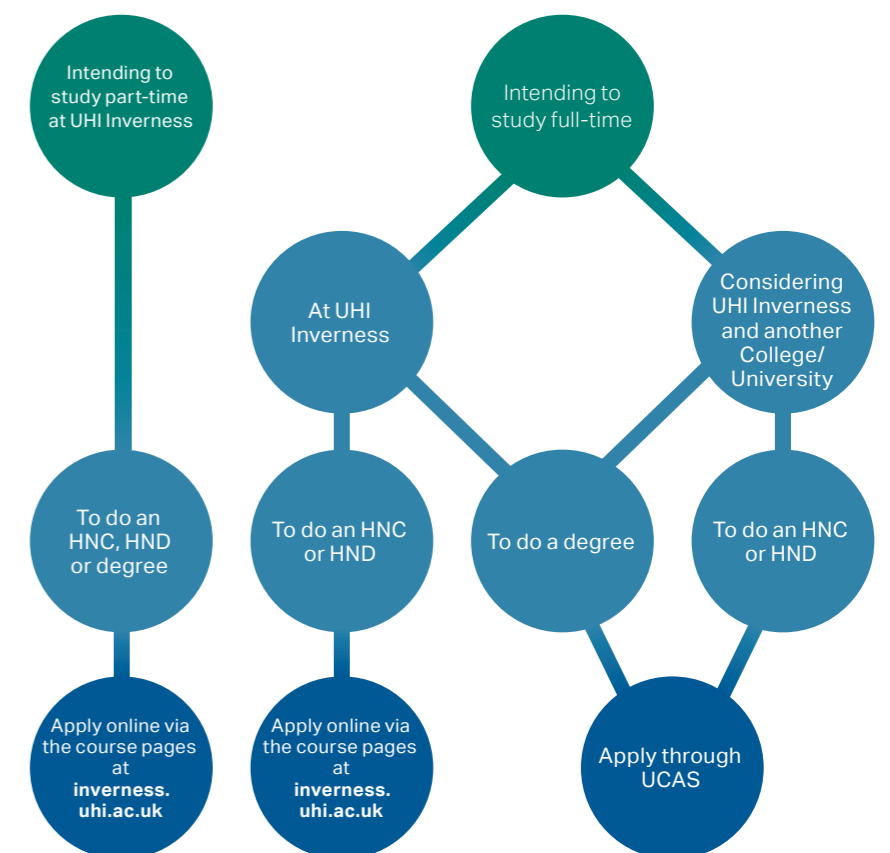 Intending to
study part-time
at UHI Inverness
Intending to
study full-time
At UHI
Inverness
Considering
UHI Inverness
and another
College/
University
To do an
HNC, HND
or degree
To do an HNC
or HND
To do a degree
To do an HNC
or HND
Apply online via
the course pages
at
inverness.
uhi.ac.uk
Apply online via
the course pages
at
inverness.
uhi.ac.uk
Apply through
UCAS